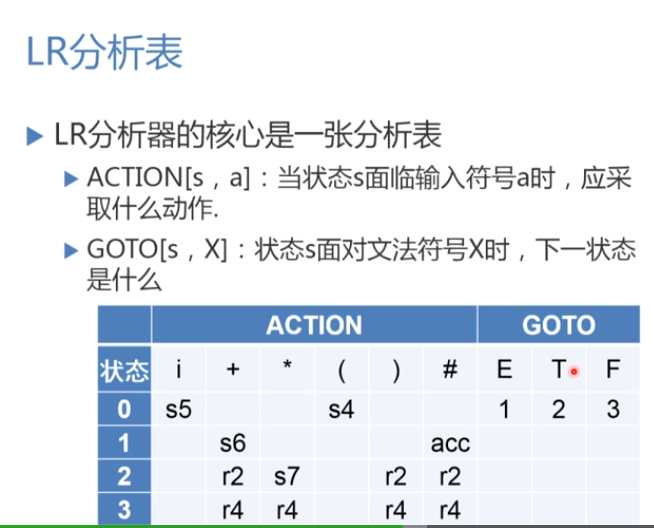 LR分析表
LR分析器的核心是一张分析表
ACTION[s，a]：当状态s面临输入符号a时，应采
取什么动作.
GOTO[s，X]：状态s面对文法符号X时，下一状态
是什么
ACTION GOTO
状态 i + * ( ) # E T F
0 s5 s4 1 2 3
1 s6 acc
2 r2 s7 r2 r2
3 r4 r4 r4 r4